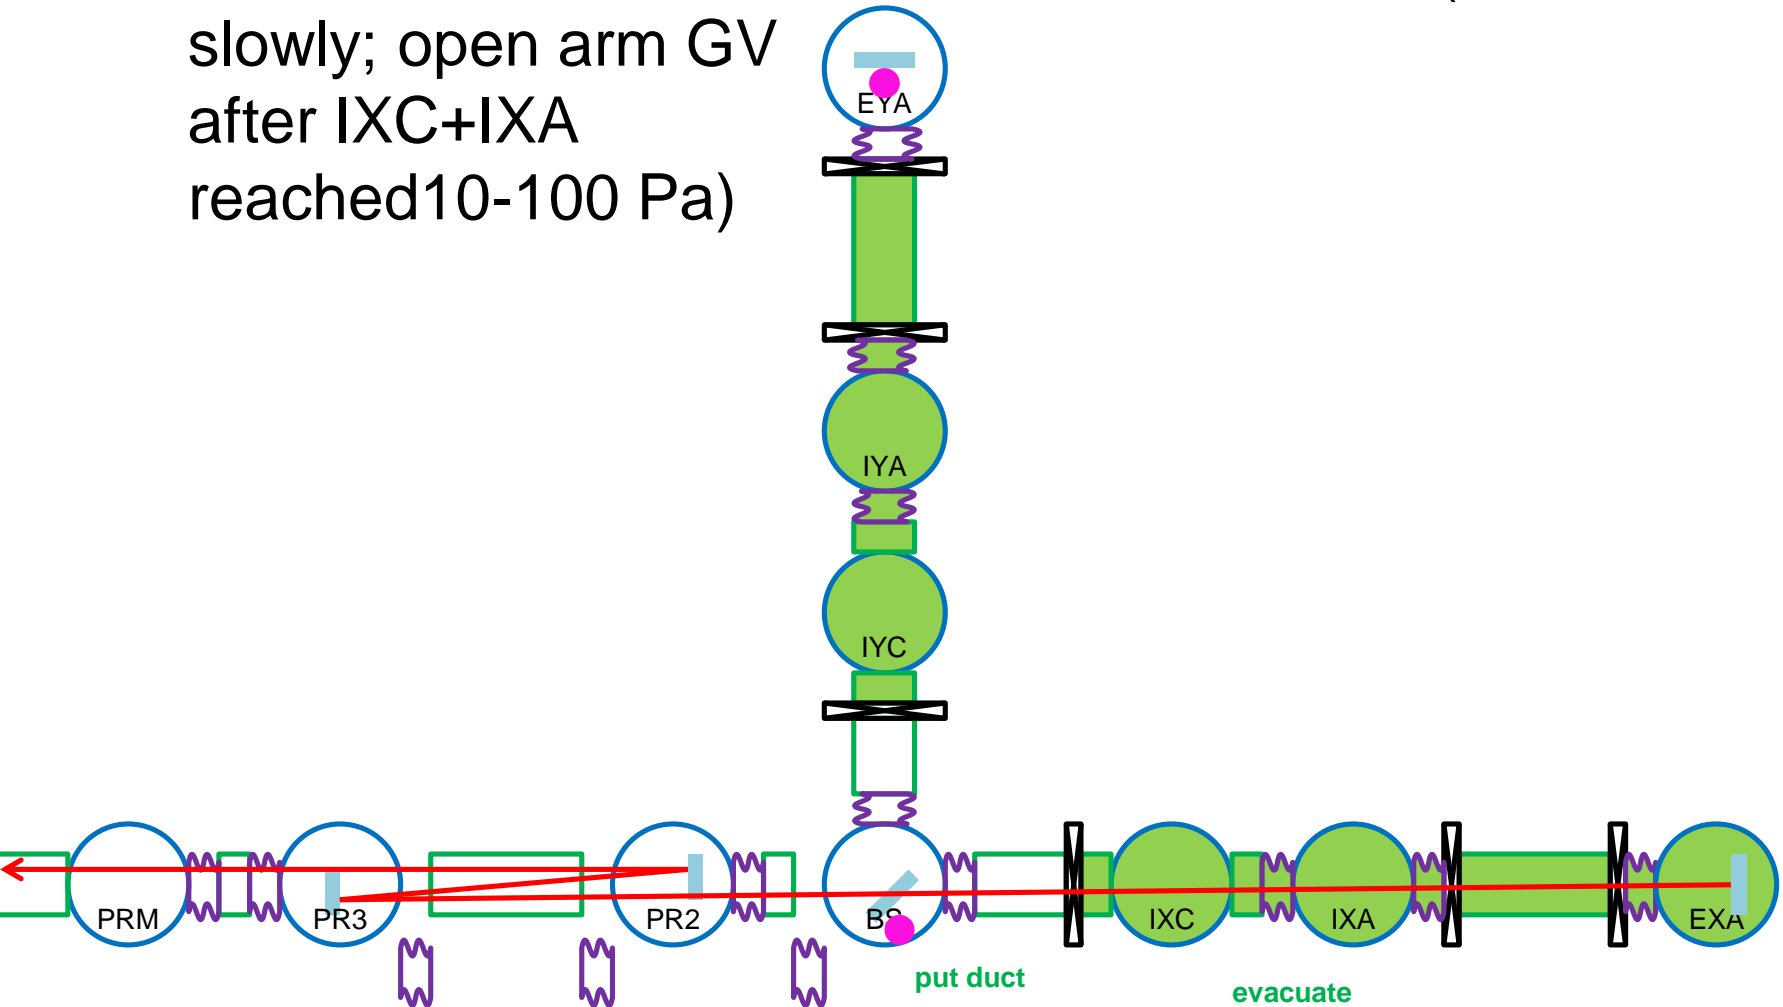 (
slowly; open arm GV
after IXC+IXA
reached10-100 Pa)
EYA
IYA
IYC
PRM
PR3
PR2
BS
IXC
IXA
EXA
put duct
evacuate